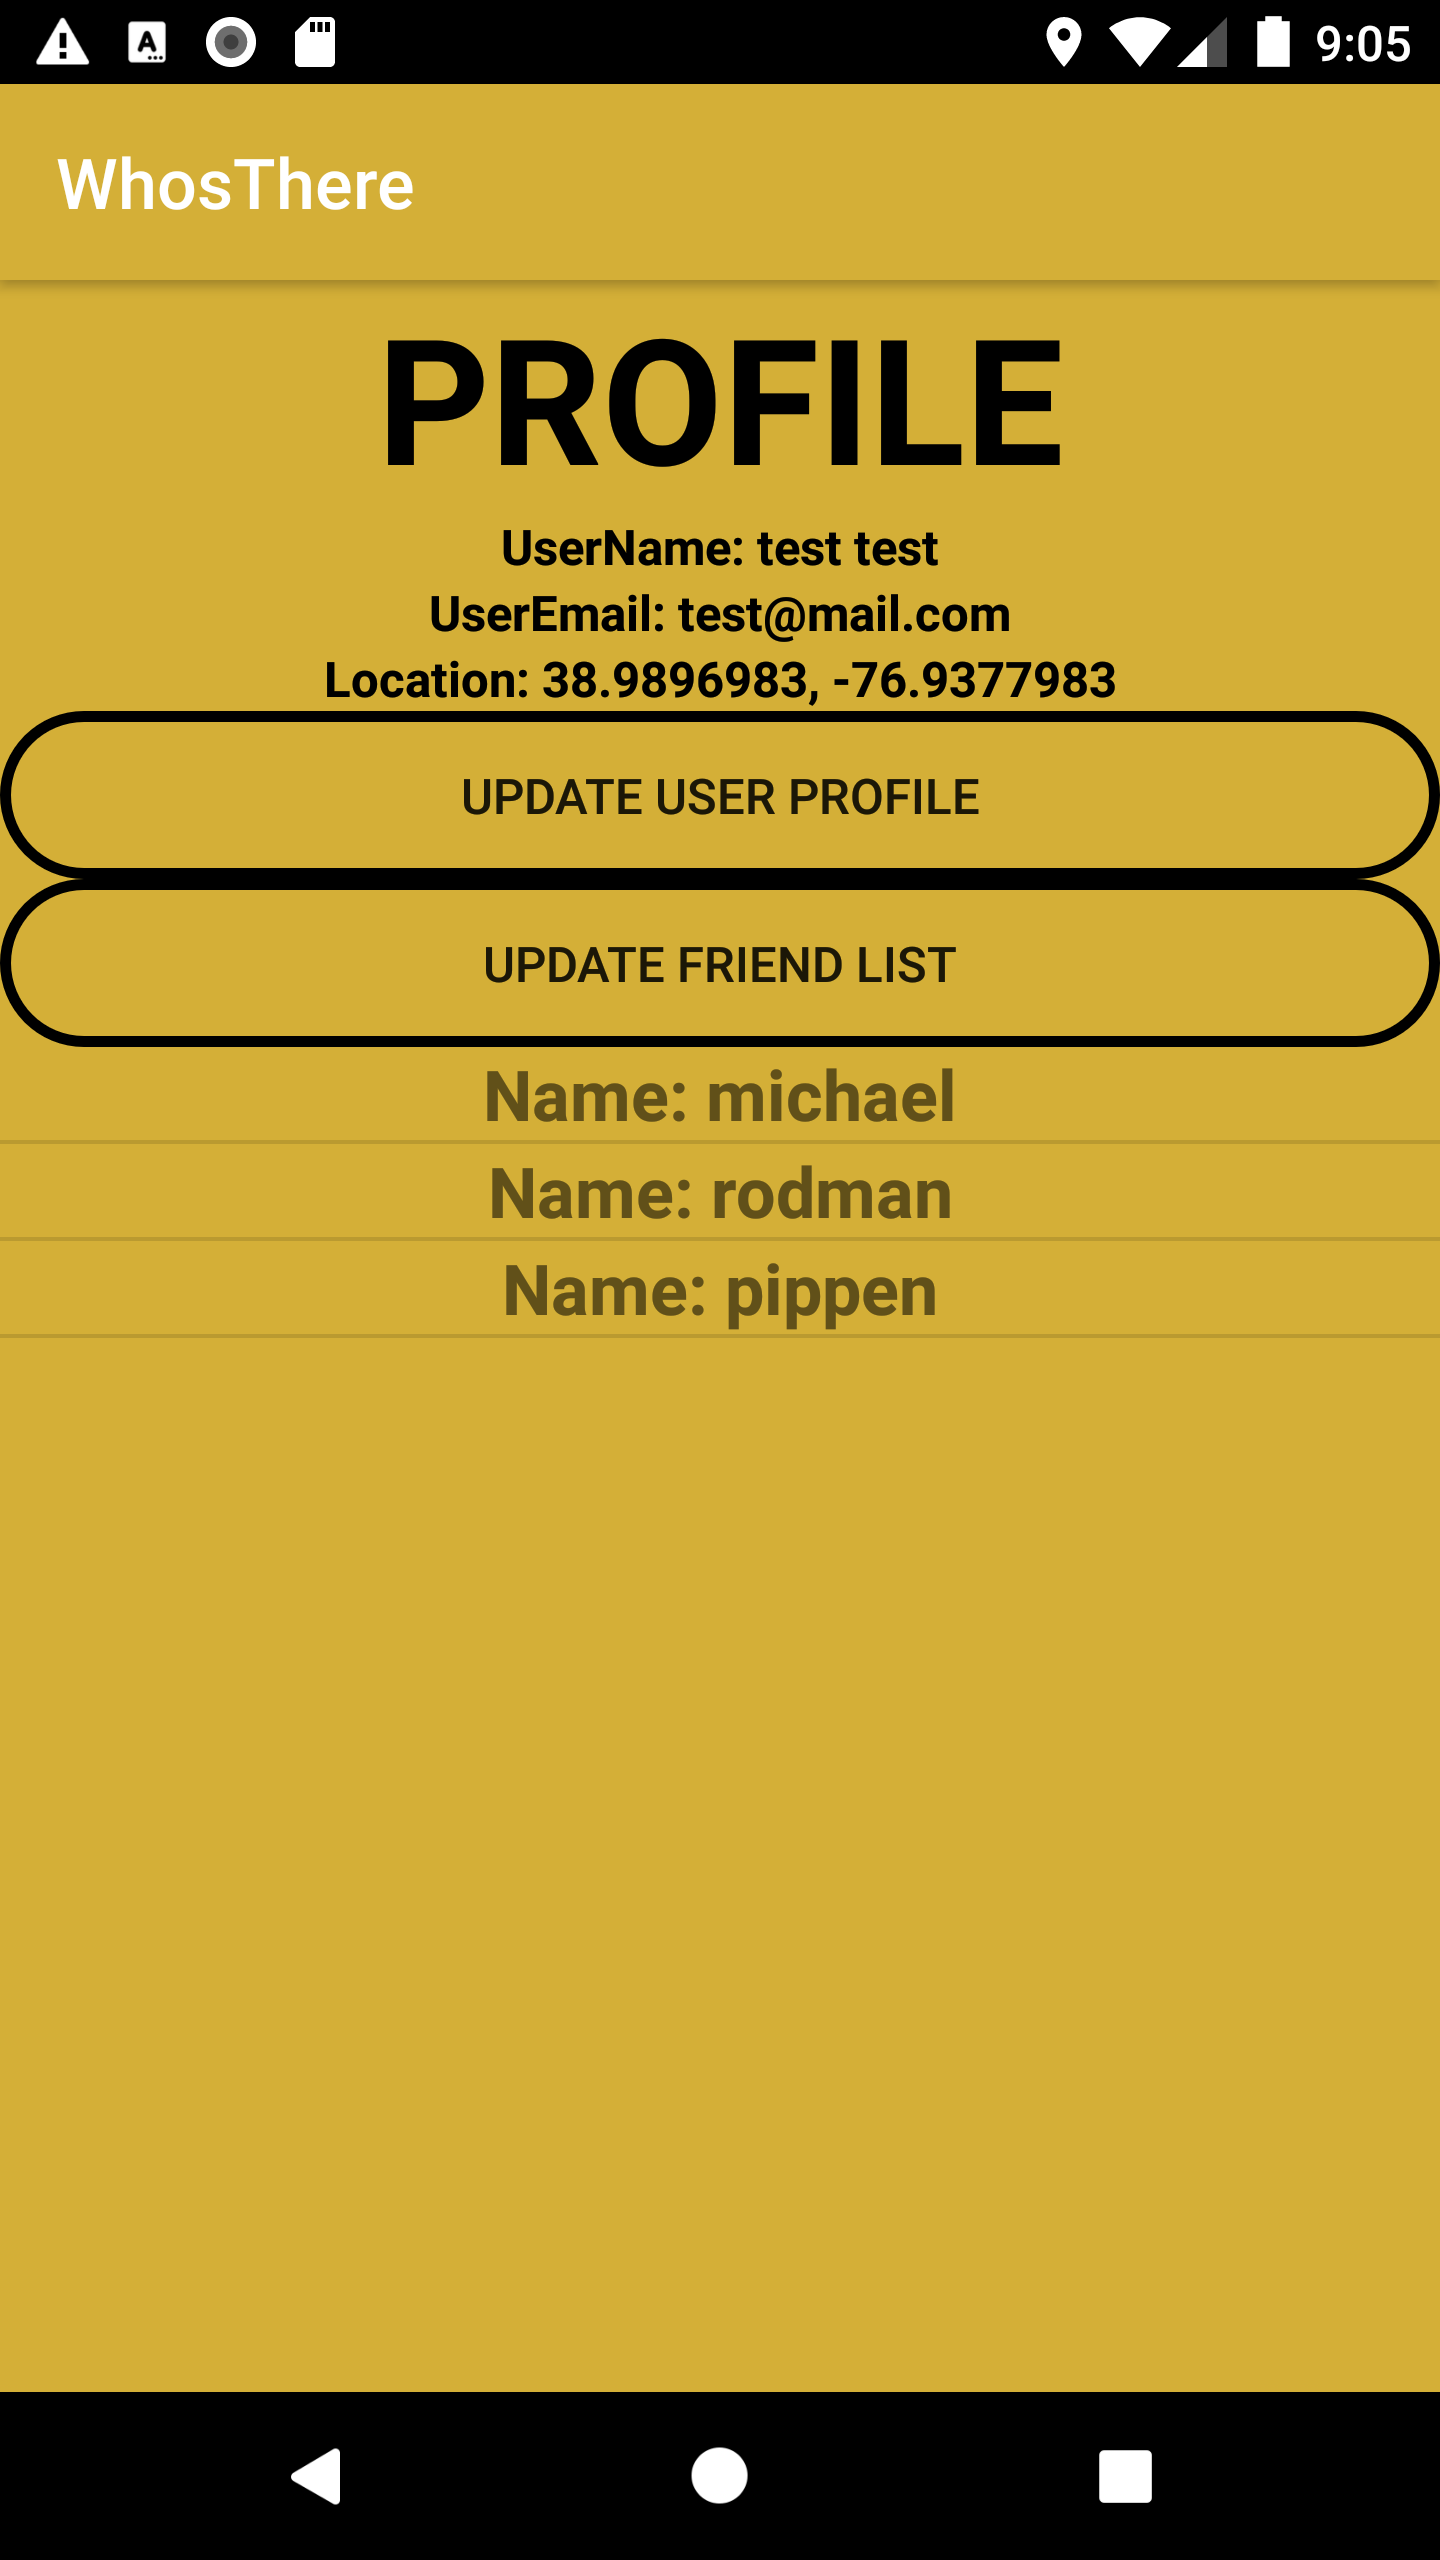 9:05
WhosThere
PROFILE
UserName: test test
UserEmail: test@mail.com
Location: 38.9896983, -76.9377983
UPDATE USER PROFILE
UPDATE FRIEND LIST
Name: michael
Name: rodman
Name: pippen